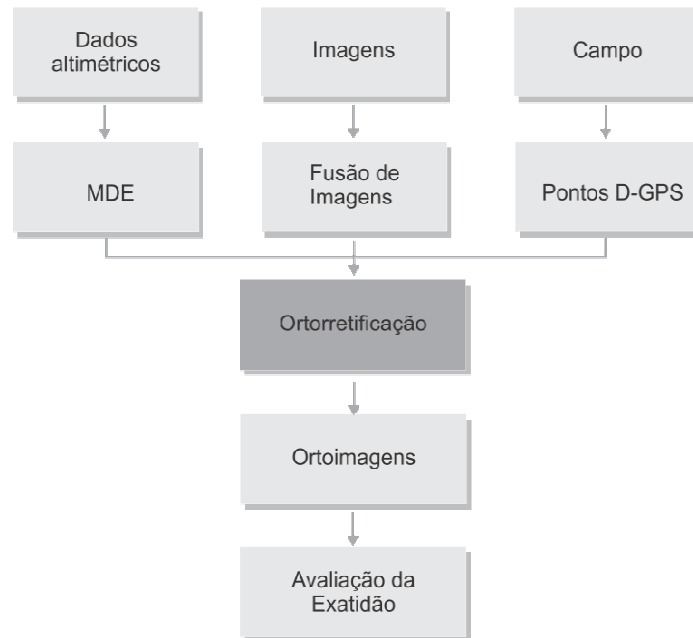 Dados
altimétricos
Imagens
Campo
MDE
Fusão de
Imagens
Pontos D-GPS
Ortorretificação
Ortoimagens
Avaliação da
Exatidão